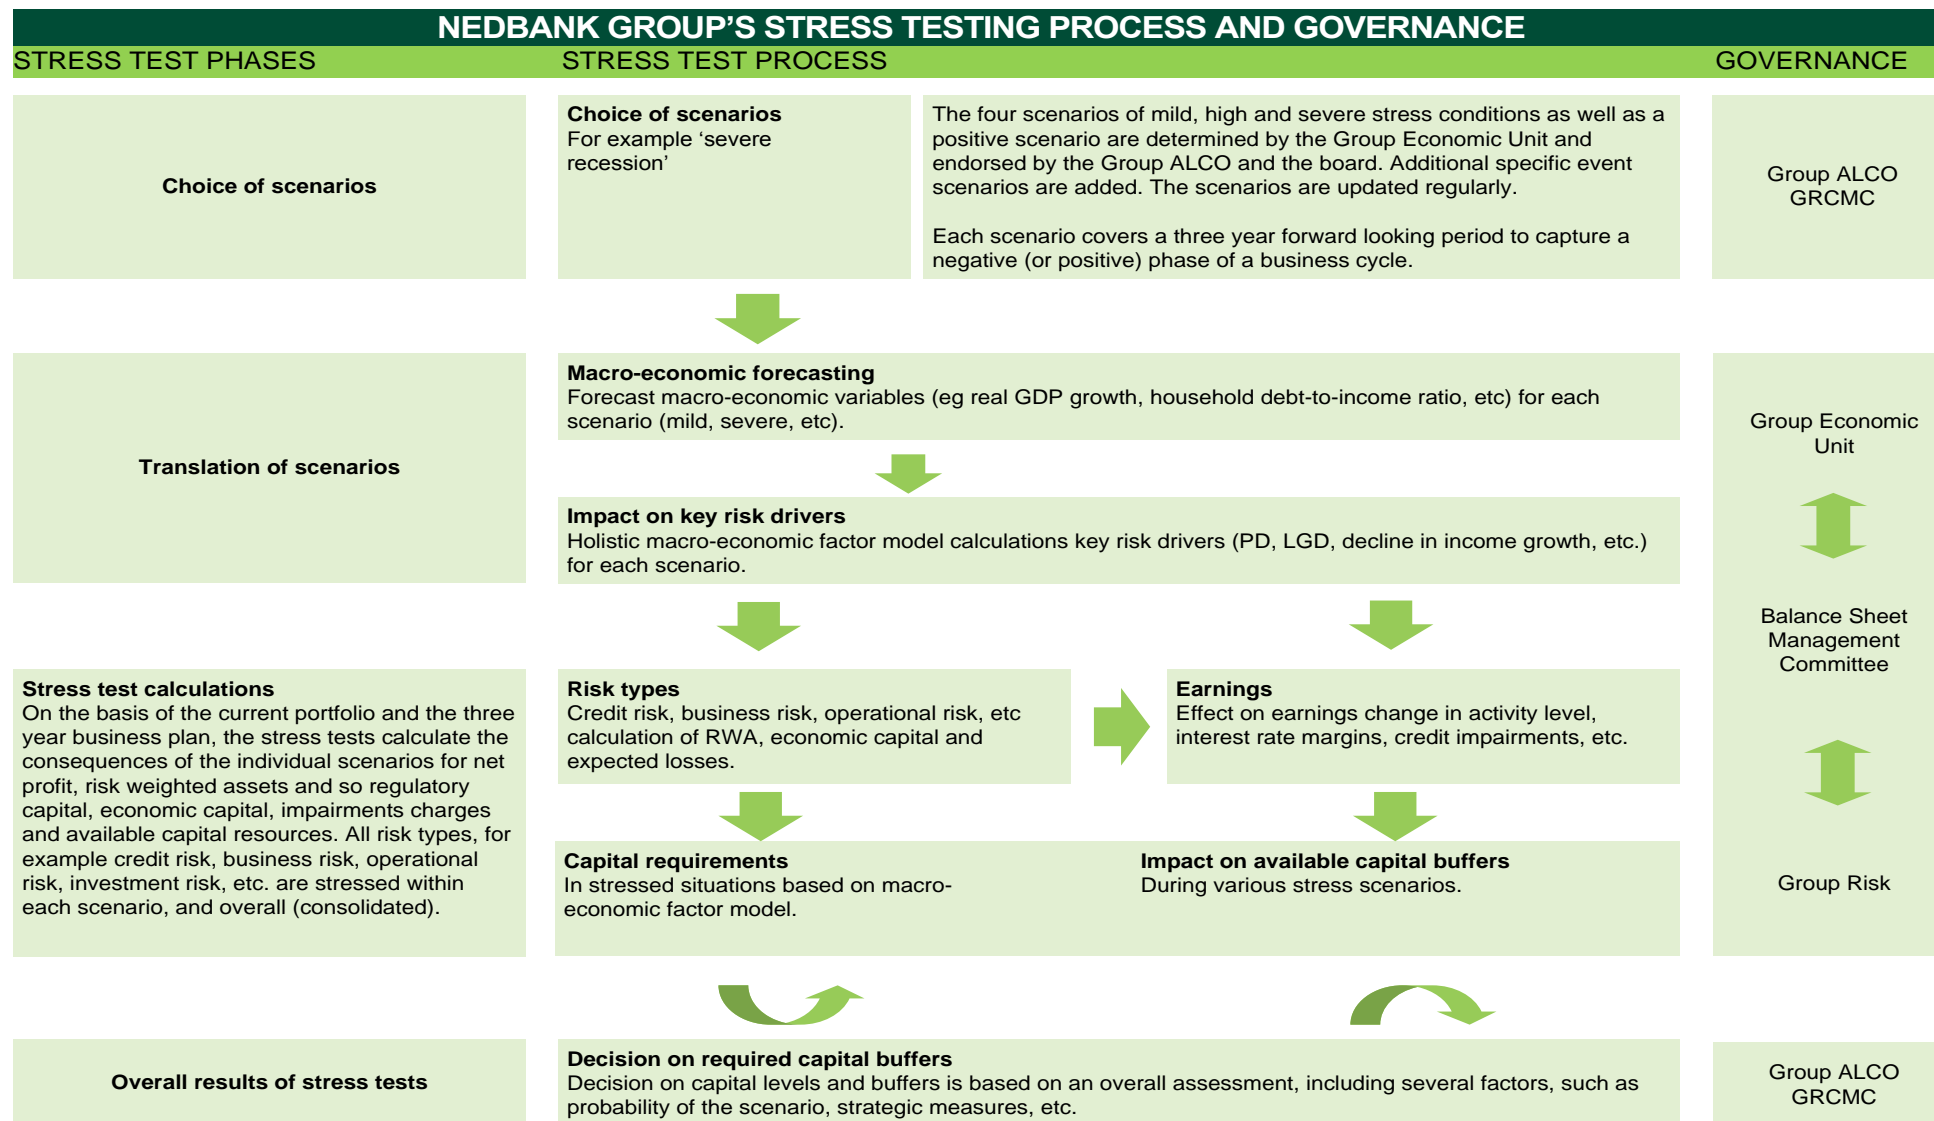 NEDBANK GROUP'S STRESS TESTING PROCESS AND GOVERNANCE
STRESS TEST PHASES
STRESS TEST PROCESS
GOVERNANCE
Choice of scenarios
Choice of scenarios
For example ‘severe
recession’
The four scenarios of mild, high and severe stress conditions as well as a
positive scenario are determined by the Group Economic Unit and
endorsed by the Group ALCO and the board. Additional specific event
scenarios are added. The scenarios are updated regularly.
Each scenario covers a three year forward looking period to capture a
negative (or positive) phase of a business cycle.
Group ALCO
GRCMC
Translation of scenarios
Macro-economic forecasting
Forecast macro-economic variables (eg real GDP growth, household debt-to-income ratio, etc) for each
scenario (mild, severe, etc).
Impact on key risk drivers
Holistic macro-economic factor model calculations key risk drivers (PD, LGD, decline in income growth, etc.)
for each scenario.
Group Economic
Unit
Balance Sheet
Management
Committee
Group Risk
Stress test calculations
On the basis of the current portfolio and the three
year business plan, the stress tests calculate the
consequences of the individual scenarios for net
profit, risk weighted assets and so regulatory
capital, economic capital, impairments charges
and available capital resources. All risk types, for
example credit risk, business risk, operational
risk, investment risk, etc. are stressed within
each scenario, and overall (consolidated).
Risk types
Credit risk, business risk, operational risk, etc
calculation of RWA, economic capital and
expected losses.
Earnings
Effect on earnings change in activity level,
interest rate margins, credit impairments, etc.
Capital requirements
In stressed situations based on macro-
economic factor model.
Impact on available capital buffers
During various stress scenarios.
Overall results of stress tests
Decision on required capital buffers
Decision on capital levels and buffers is based on an overall assessment, including several factors, such as
probability of the scenario, strategic measures, etc.
Group ALCO
GRCMC